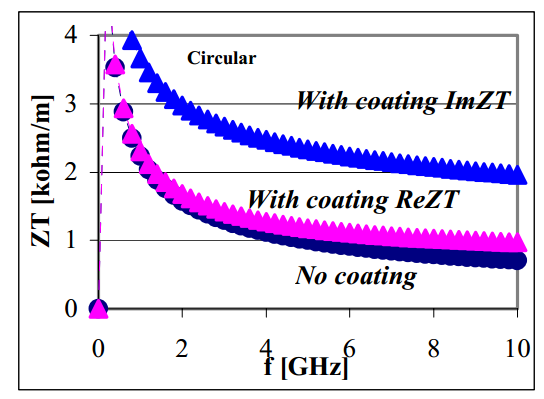 4
Circular
With coating ImZT
3
ZT [kohm/m]
2
With coating ReZT
1
No coating
0
0 2 4 6 8 10
f [GHz]